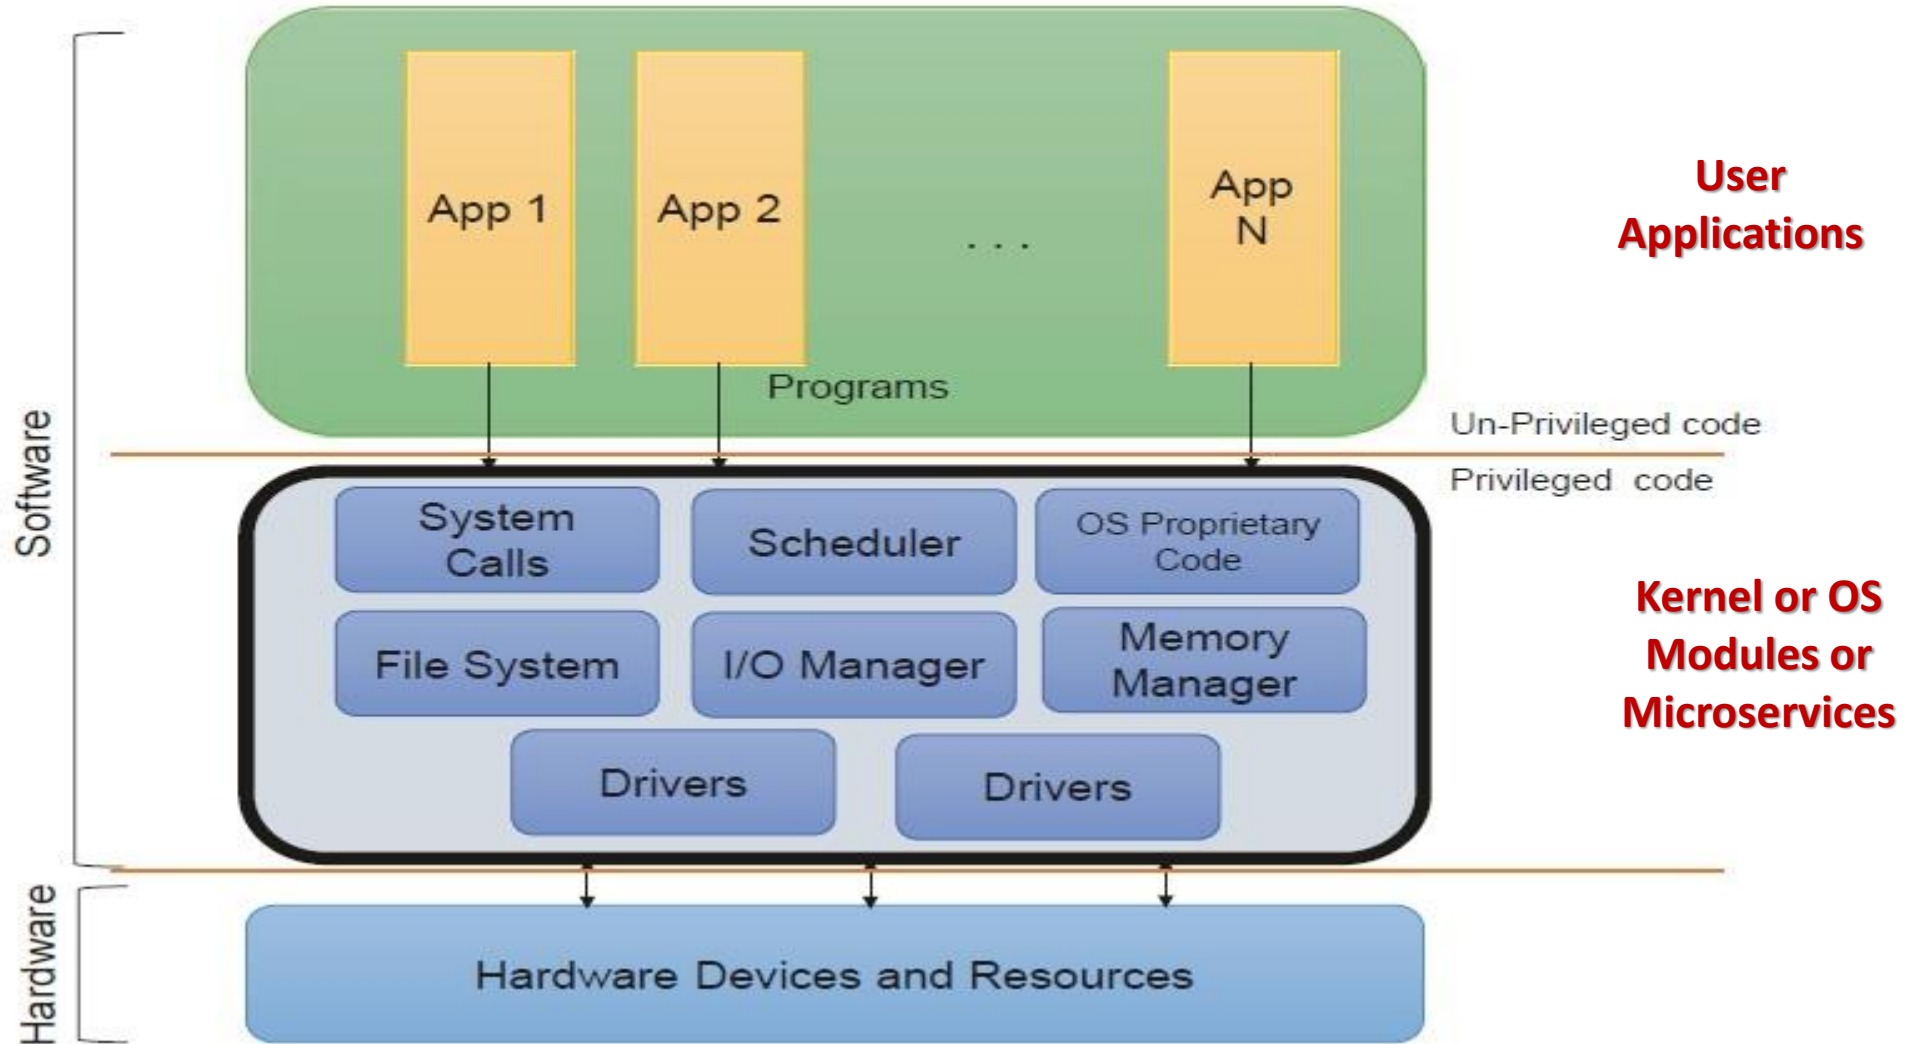 App 1
App 2
. . .
App
N
Programs
User
Applications
Un-Privileged code
Privileged code
Software
System
Calls
Scheduler
OS Proprietary
Code
File System
I/O Manager
Memory
Manager
Drivers
Drivers
Kernel or OS
Modules or
Microservices
Hardware
Hardware Devices and Resources